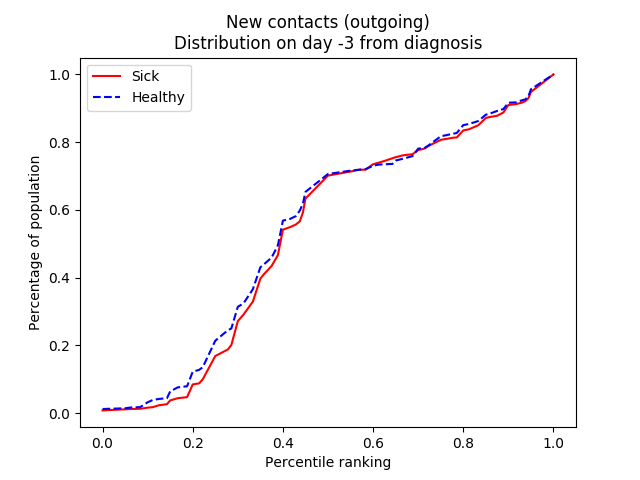 New contacts (outgoing)
Distribution on day -3 from diagnosis
Sick
Healthy
Percentage of population
1.0
0.8
0.6
0.4
0.2
0.0
0.0 0.2 0.4 0.6 0.8 1.0
Percentile ranking